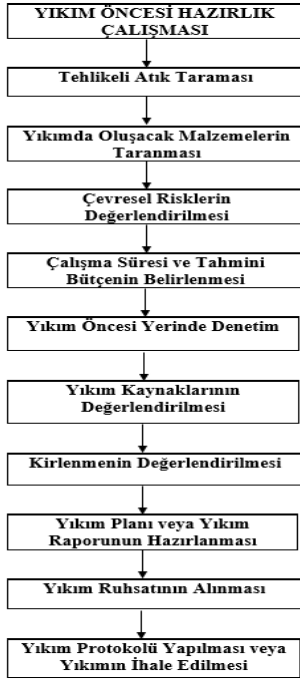 YIKIM ÖNCESİ HAZIRLIK
ÇALIŞMASI
Tehlikeli Atık Taraması
Yıkımda Oluşacak Malzemelerin
Taranması
Çevresel Risklerin
Değerlendirilmesi
Çalışma Süresi ve Tahmini
Bütçenin Belirlenmesi
Yıkım Öncesi Yerinde Denetim
Yıkım Kaynaklarının
Değerlendirilmesi
Kirlenmenin Değerlendirilmesi
Yıkım Planı veya Yıkım
Raporunun Hazırlanması
Yıkım Ruhsatının Alınması
Yıkım Protokolü Yapılması veya
Yıkımın İhale Edilmesi